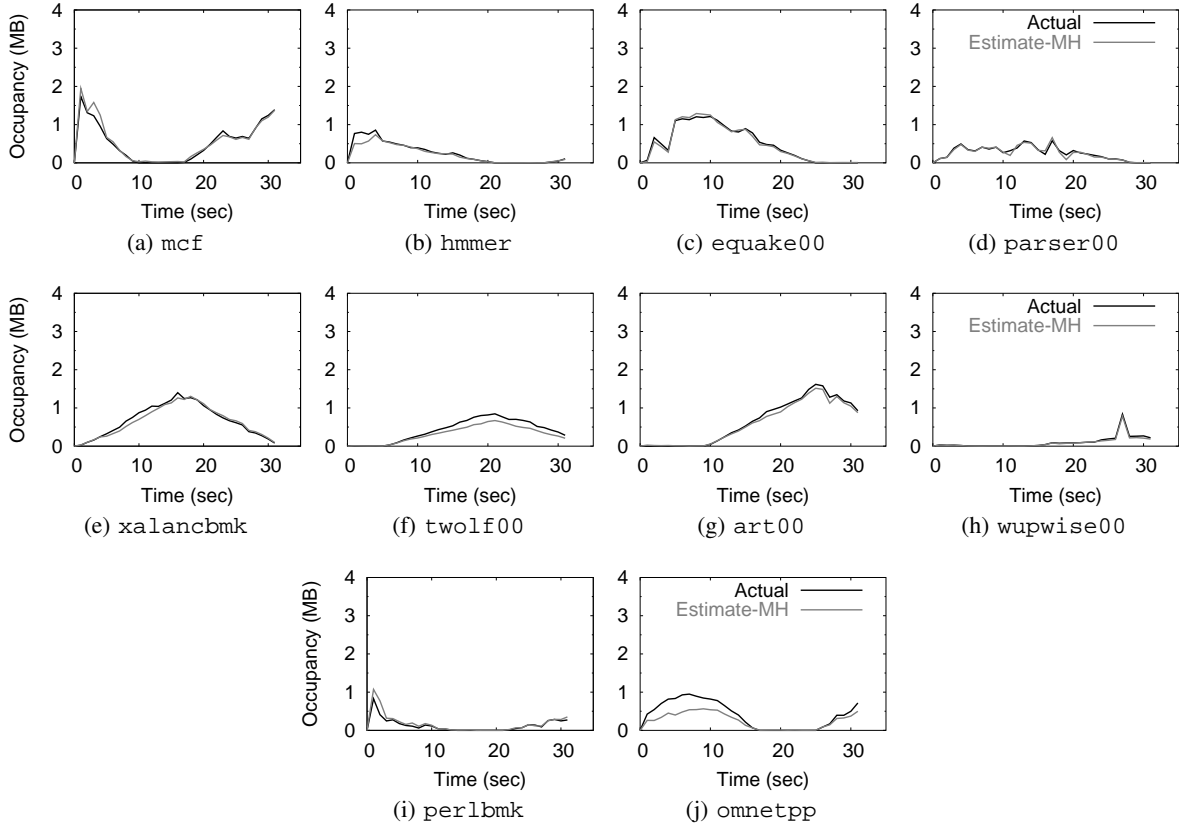 Occupancy (MB)
4
3
2
1
0
0 10 20 30
Time (sec)
(a) mcf
4
3
2
1
0
0 10 20 30
Time (sec)
(b) hmmer
4
3
2
1
0
0 10 20 30
Time (sec)
(c) equake00
Actual
Estimate-MH
4
3
2
1
0
0 10 20 30
Time (sec)
(d) parser00
Occupancy (MB)
4
3
2
1
0
0 10 20 30
Time (sec)
(e) xalancbmk
4
3
2
1
0
0 10 20 30
Time (sec)
(f) twolf00
4
3
2
1
0
0 10 20 30
Time (sec)
(g) art00
Actual
Estimate-MH
4
3
2
1
0
0 10 20 30
Time (sec)
(h) wupwise00
Occupancy (MB)
4
3
2
1
0
0 10 20 30
Time (sec)
(i) perlbmk
Actual
Estimate-MH
4
3
2
1
0
0 10 20 30
Time (sec)
(j) omnetpp